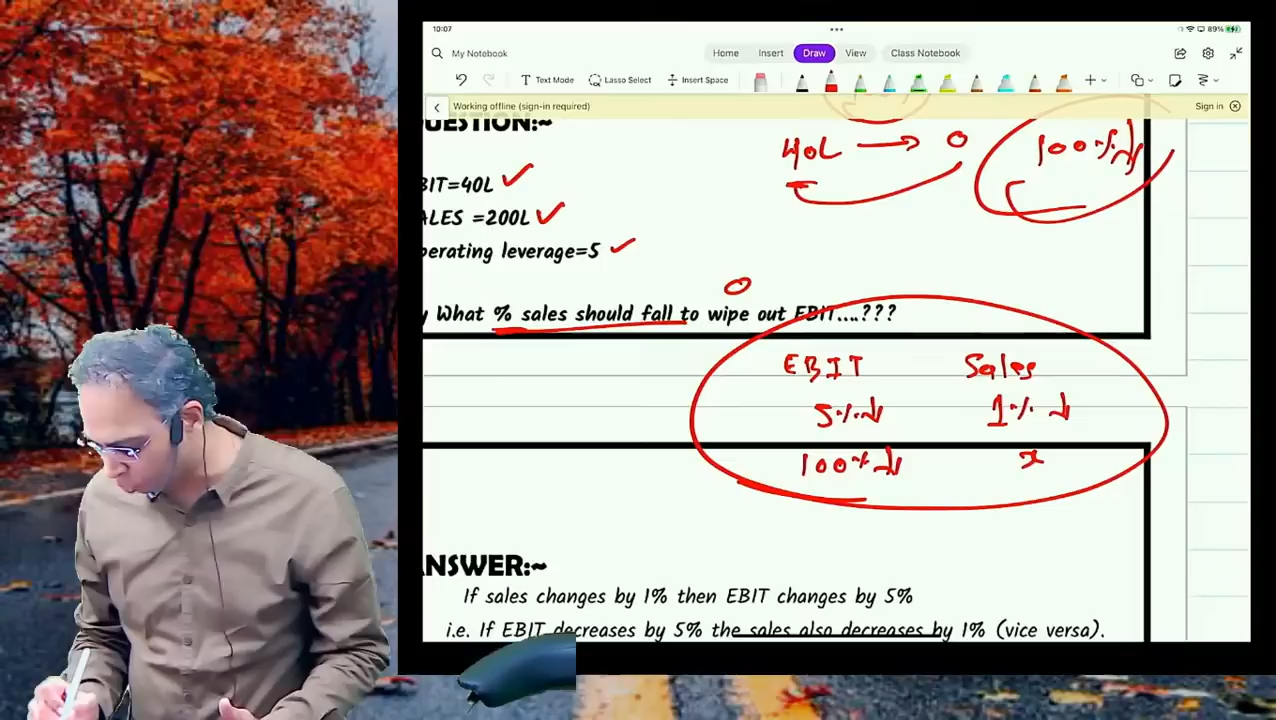 10:07
89%
My Notebook
Home Insert Draw View Class Notebook
Text Mode Lasso Select Insert Space
Working offline (sign-in required) Sign in
UESTION:~
40L → 0 100%
BIT=40L
ALES =200L
perating leverage=5
0
y What % sales should fall to wipe out EBIT....???
EBIT Sales
5%↓ 1% ↓
100%↓ x
ANSWER:~
If sales changes by 1% then EBIT changes by 5%
i.e. If EBIT decreases by 5% the sales also decreases by 1% (vice versa).